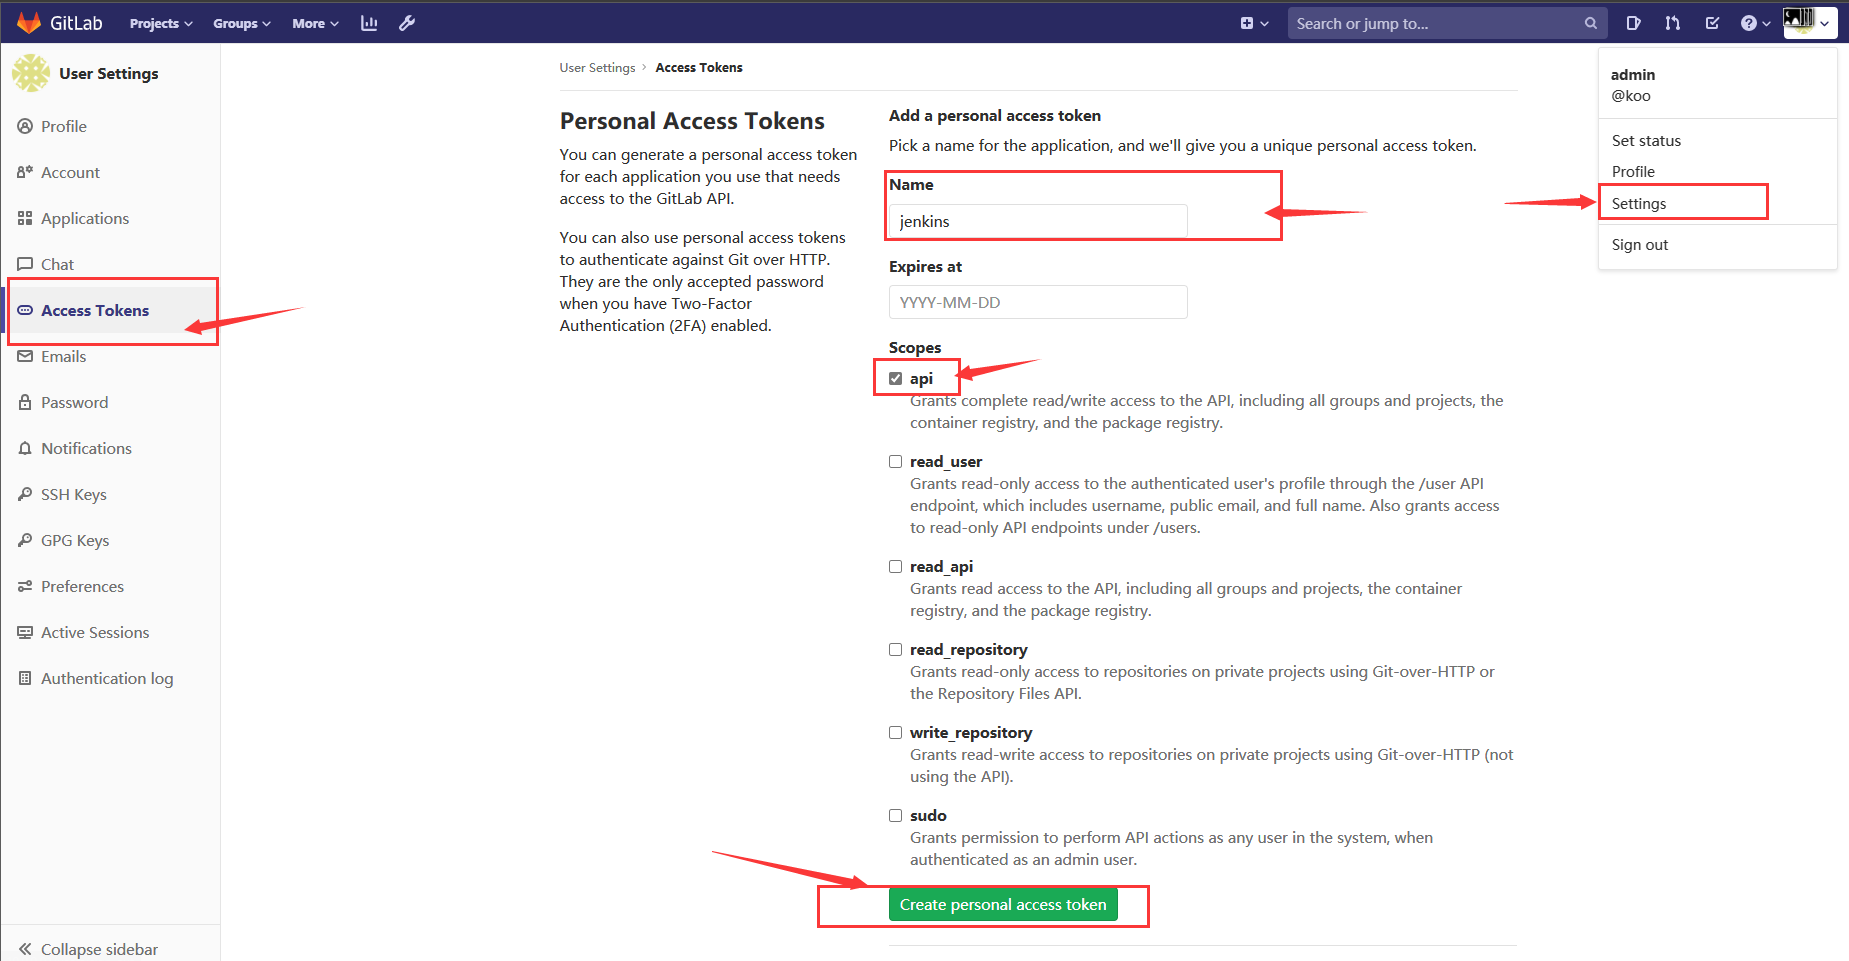 GitLab
Projects
Groups
More
Search or jump to...
User Settings
Profile
Account
Applications
Chat
Access Tokens
Emails
Password
Notifications
SSH Keys
GPG Keys
Preferences
Active Sessions
Authentication log
Collapse sidebar
User Settings › Access Tokens
Personal Access Tokens
You can generate a personal access token
for each application you use that needs
access to the GitLab API.
You can also use personal access tokens
to authenticate against Git over HTTP.
They are the only accepted password
when you have Two-Factor
Authentication (2FA) enabled.
Add a personal access token
Pick a name for the application, and we'll give you a unique personal access token.
Name
jenkins
Expires at
YYYY-MM-DD
Scopes
api
Grants complete read/write access to the API, including all groups and projects, the
container registry, and the package registry.
read_user
Grants read-only access to the authenticated user's profile through the /user API
endpoint, which includes username, public email, and full name. Also grants access
to read-only API endpoints under /users.
read_api
Grants read access to the API, including all groups and projects, the container
registry, and the package registry.
read_repository
Grants read-only access to repositories on private projects using Git-over-HTTP or
the Repository Files API.
write_repository
Grants read-write access to repositories on private projects using Git-over-HTTP (not
using the API).
sudo
Grants permission to perform API actions as any user in the system, when
authenticated as an admin user.
Create personal access token
admin
@koo
Set status
Profile
Settings
Sign out